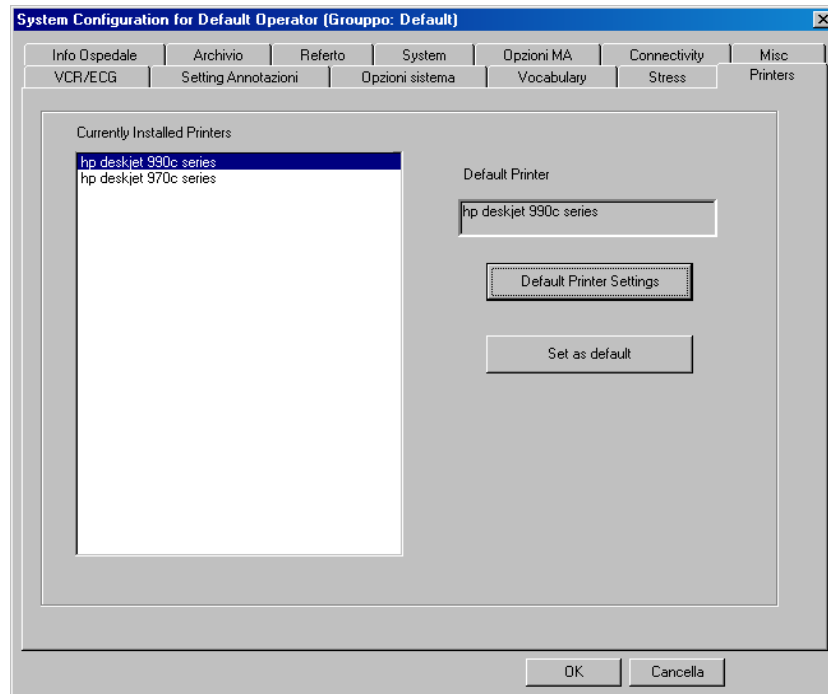 System Configuration for Default Operator (Grouppo: Default)
Info Ospedale Archivio Referto System Opzioni MA Connectivity Misc
VCR/ECG Setting Annotazioni Opzioni sistema Vocabulary Stress Printers
Currently Installed Printers
hp deskjet 990c series
hp deskjet 970c series
Default Printer
hp deskjet 990c series
Default Printer Settings
Set as default
OK Cancella